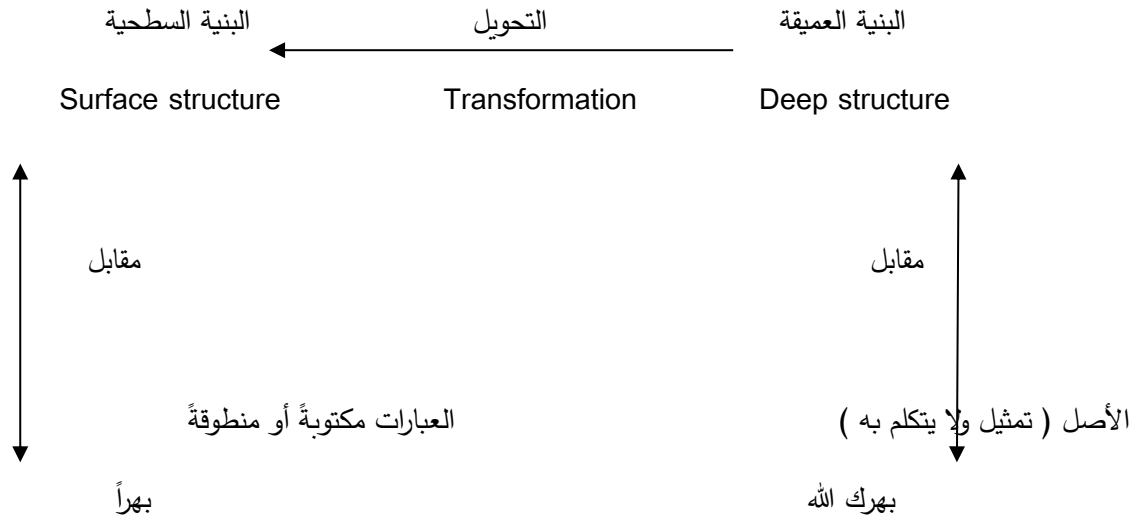 البنية العميقة التحويل البنية السطحية
Surface structure Transformation Deep structure
مقابل مقابل
الأصل ( تمثيل ولا يتكلم به ) العبارات مكتوبةً أو منطوقةً
بهرك الله بهراً